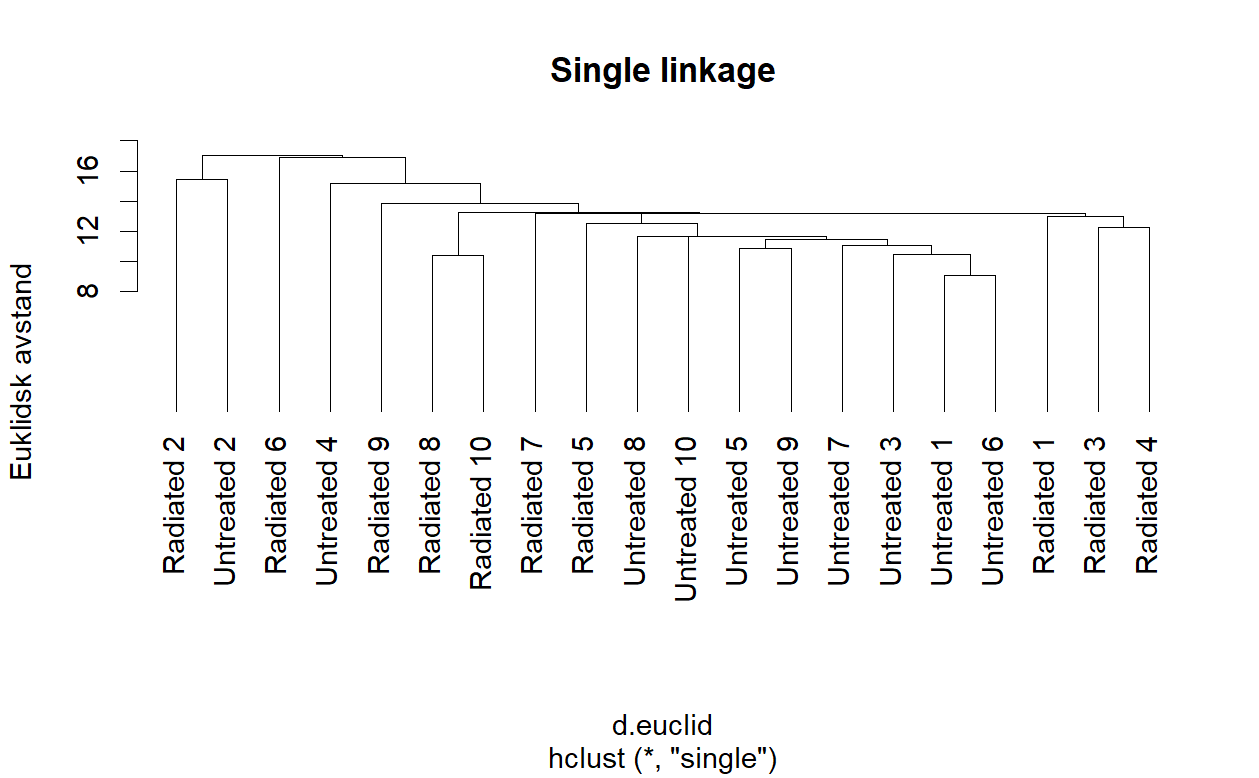 Single linkage
Euklidsk avstand
16
12
8
Radiated 2
Untreated 2
Radiated 6
Untreated 4
Radiated 9
Radiated 8
Radiated 10
Radiated 7
Radiated 5
Untreated 8
Untreated 10
Untreated 5
Untreated 9
Untreated 7
Untreated 3
Untreated 1
Untreated 6
Radiated 1
Radiated 3
Radiated 4
d.euclid
hclust (*, "single")